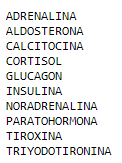 ADRENALINA
ALDOSTERONA
CALCITOCINA
CORTISOL
GLUCAGON
INSULINA
NORADRENALINA
PARATOHORMONA
TIROXINA
TRIYODOTIRONINA